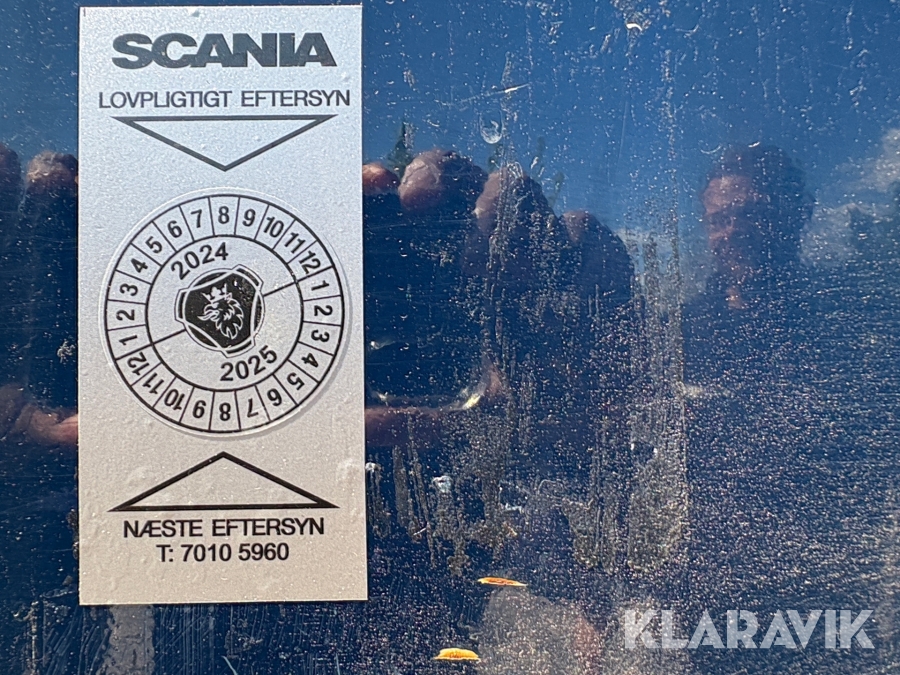 SCANIA
LOVPLIGTIGT EFTERSYN
1 2 3 4 5 6 7 8 9 10 11 12
2024
2025
1 2 3 4 5 6 7 8 9 10 11 12
NÆSTE EFTERSYN
T: 7010 5960
KLARAVIK